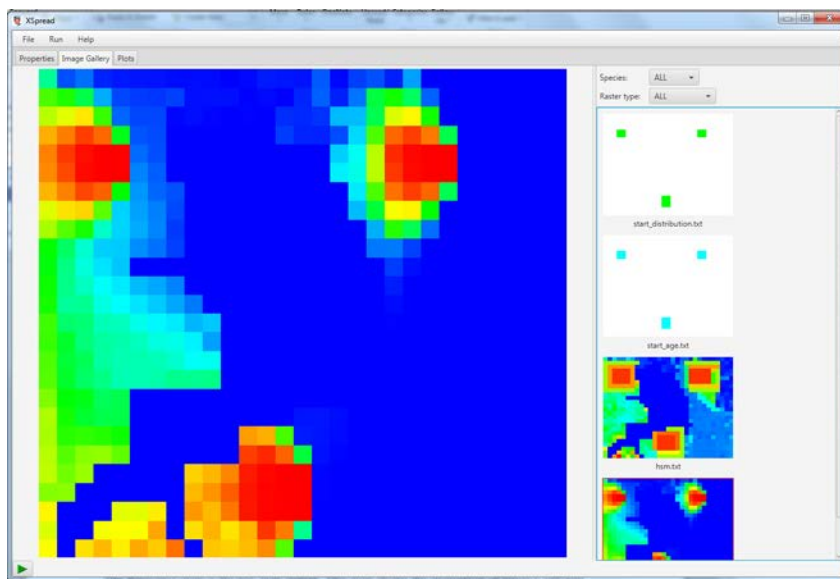 XSpread
File Run Help
Properties Image Gallery Plots
Species: ALL
Raster type: ALL
start_distribution.txt
start_age.txt
hsm.txt